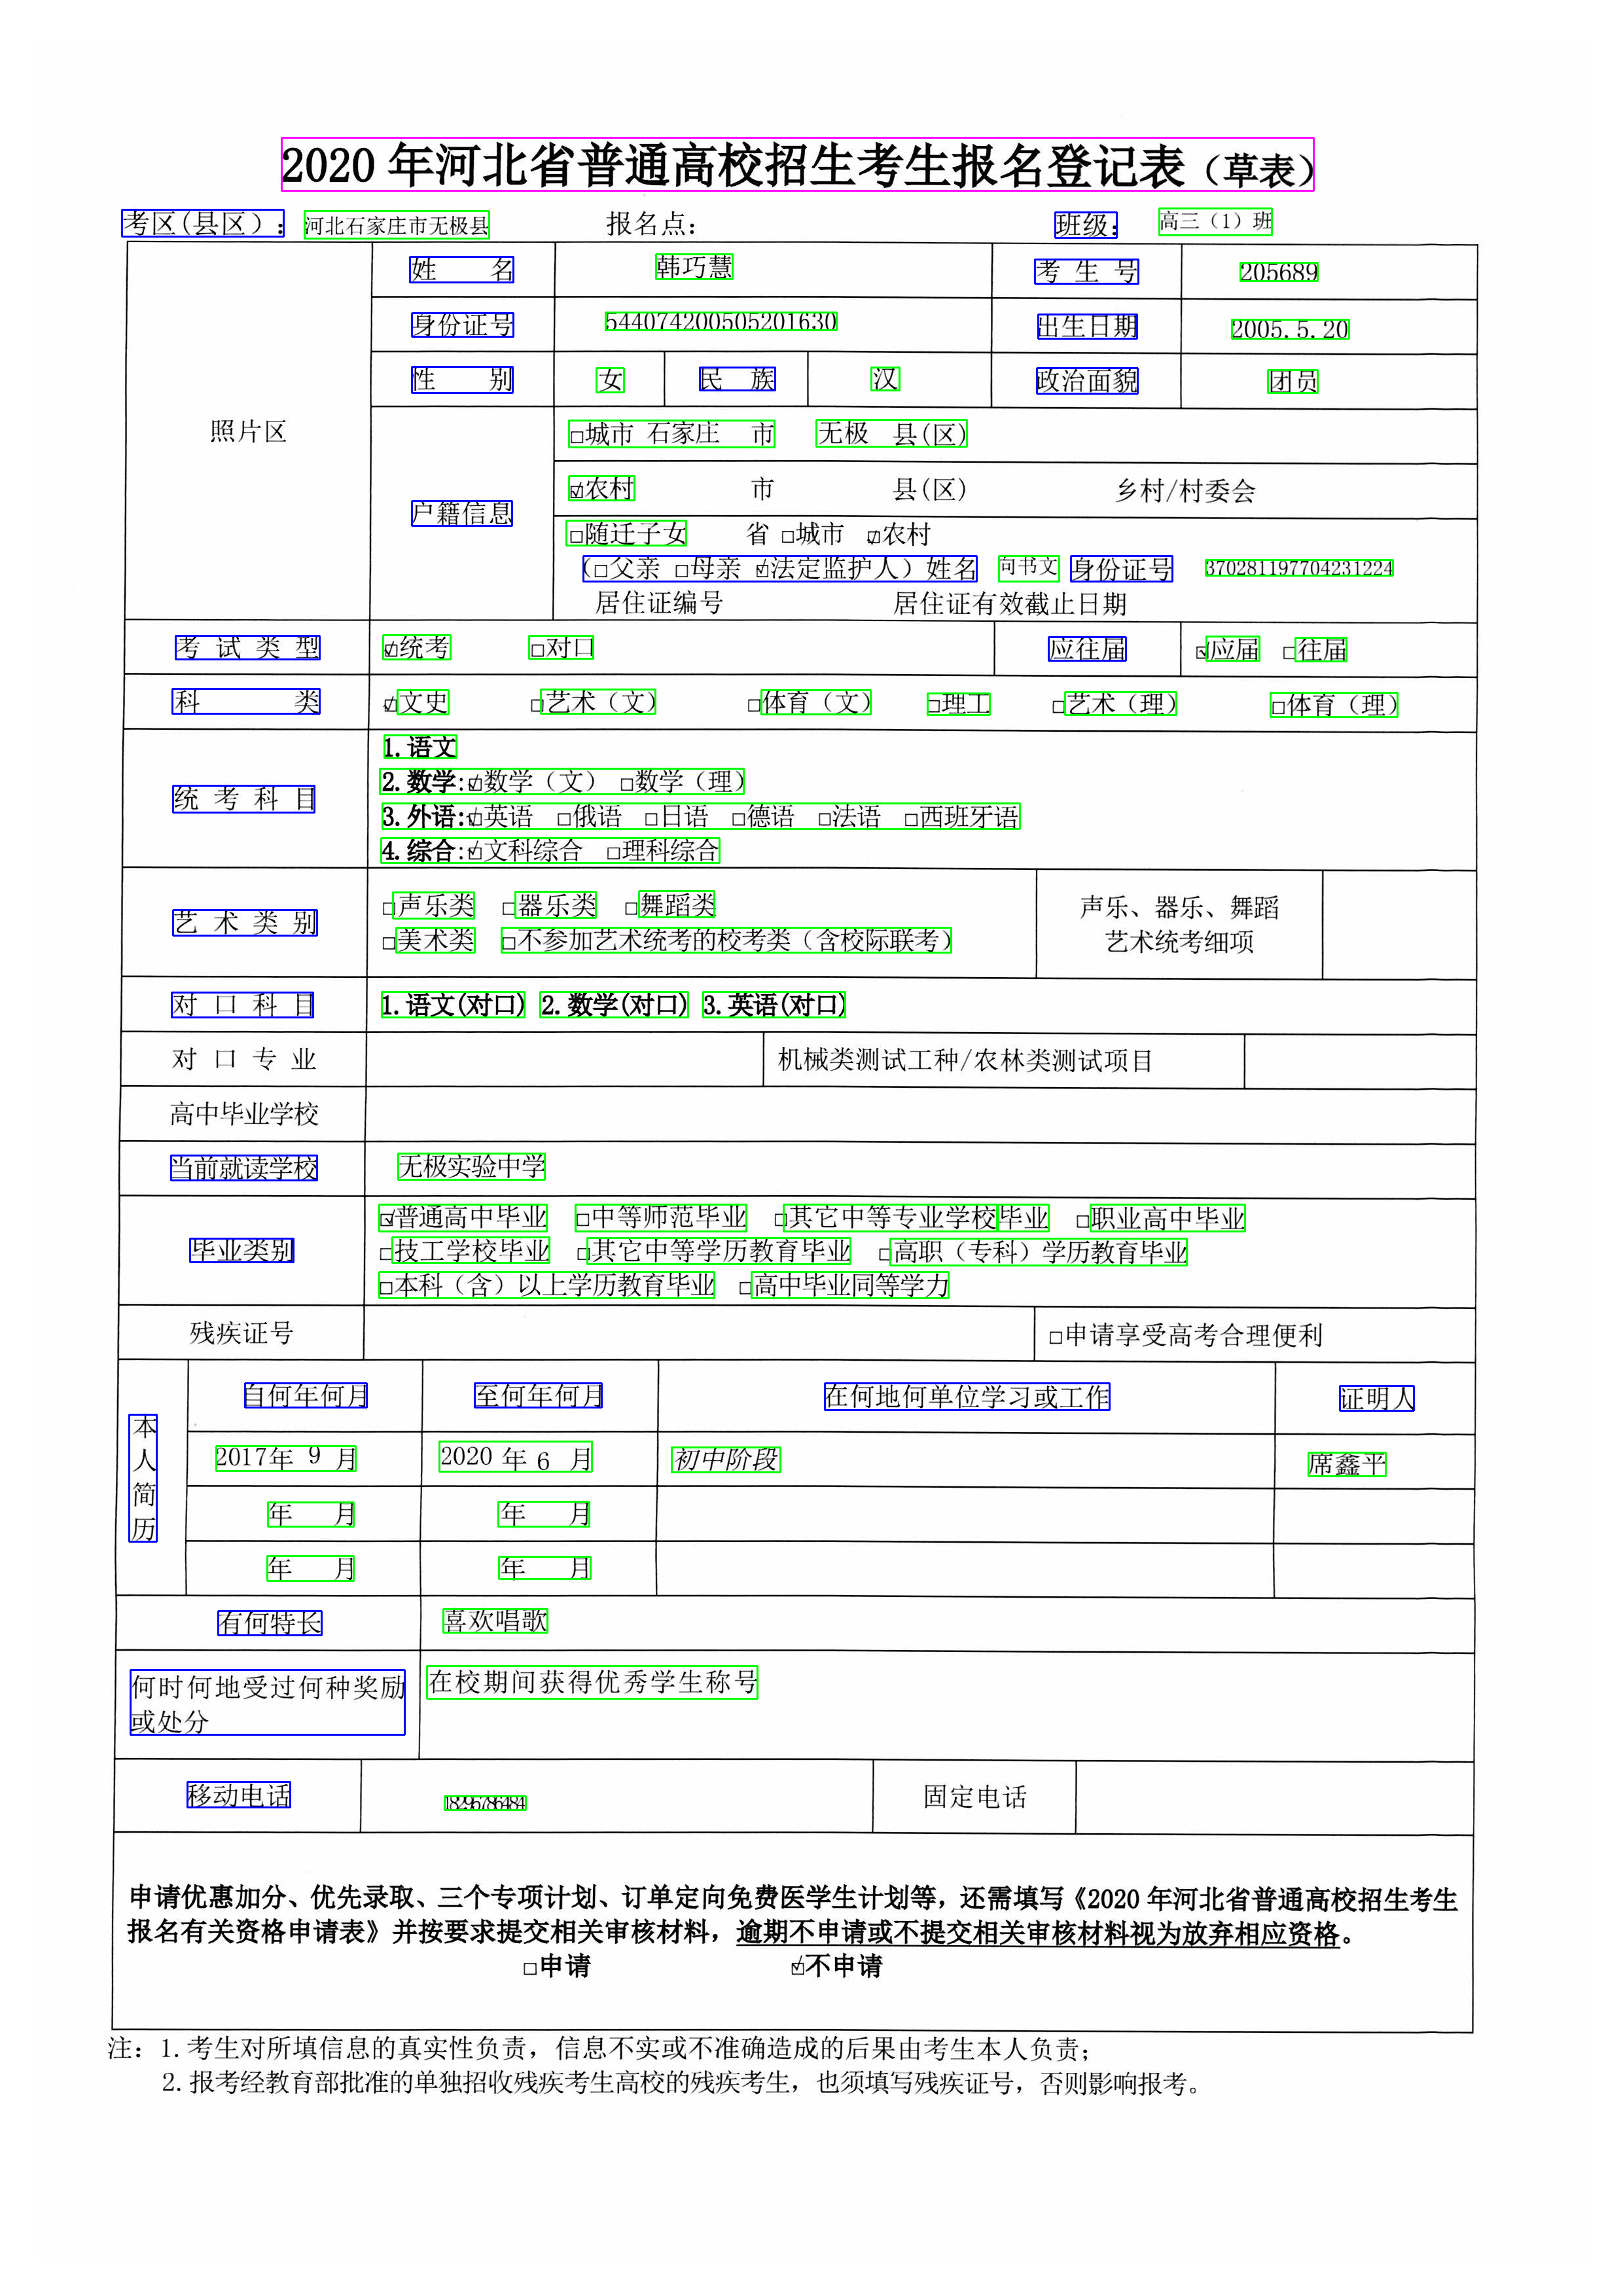 2020 年河北省普通高校招生考生报名登记表（草表）
考区(县区）： 河北石家庄市无极县 报名点： 班级： 高三（1）班
照片区
姓 名 韩巧慧 考 生 号 205689
身份证号 544074200505201630 出生日期 2005.5.20
性 别 女 民 族 汉 政治面貌 团员
户籍信息
□城市 石家庄 市 无极 县(区)
☑农村 市 县(区) 乡村/村委会
□随迁子女 省 □城市 ☑农村
（□父亲 □母亲 ☑法定监护人）姓名 向书文 身份证号 370281197704231224
居住证编号 居住证有效截止日期
考 试 类 型 ☑统考 □对口 应往届 ☑应届 □往届
科 类 ☑文史 □艺术（文） □体育（文） □理工 □艺术（理） □体育（理）
统 考 科 目
1.语文
2.数学:☑数学（文） □数学（理）
3.外语:☑英语 □俄语 □日语 □德语 □法语 □西班牙语
4.综合:☑文科综合 □理科综合
艺 术 类 别
□声乐类 □器乐类 □舞蹈类
□美术类 □不参加艺术统考的校考类（含校际联考）
声乐、器乐、舞蹈
艺术统考细项
对 口 科 目 1.语文(对口) 2.数学(对口) 3.英语(对口)
对 口 专 业 机械类测试工种/农林类测试项目
高中毕业学校
当前就读学校 无极实验中学
毕业类别
☑普通高中毕业 □中等师范毕业 □其它中等专业学校毕业 □职业高中毕业
□技工学校毕业 □其它中等学历教育毕业 □高职（专科）学历教育毕业
□本科（含）以上学历教育毕业 □高中毕业同等学力
残疾证号 □申请享受高考合理便利
本人简历
自何年何月 至何年何月 在何地何单位学习或工作 证明人
2017年 9 月 2020 年 6 月 初中阶段 席鑫平
年 月 年 月
年 月 年 月
有何特长 喜欢唱歌
何时何地受过何种奖励
或处分
在校期间获得优秀学生称号
移动电话 18296786484 固定电话
申请优惠加分、优先录取、三个专项计划、订单定向免费医学生计划等，还需填写《2020 年河北省普通高校招生考生
报名有关资格申请表》并按要求提交相关审核材料，逾期不申请或不提交相关审核材料视为放弃相应资格。
□申请 ☑不申请
注：1.考生对所填信息的真实性负责，信息不实或不准确造成的后果由考生本人负责；
2.报考经教育部批准的单独招收残疾考生高校的残疾考生，也须填写残疾证号，否则影响报考。